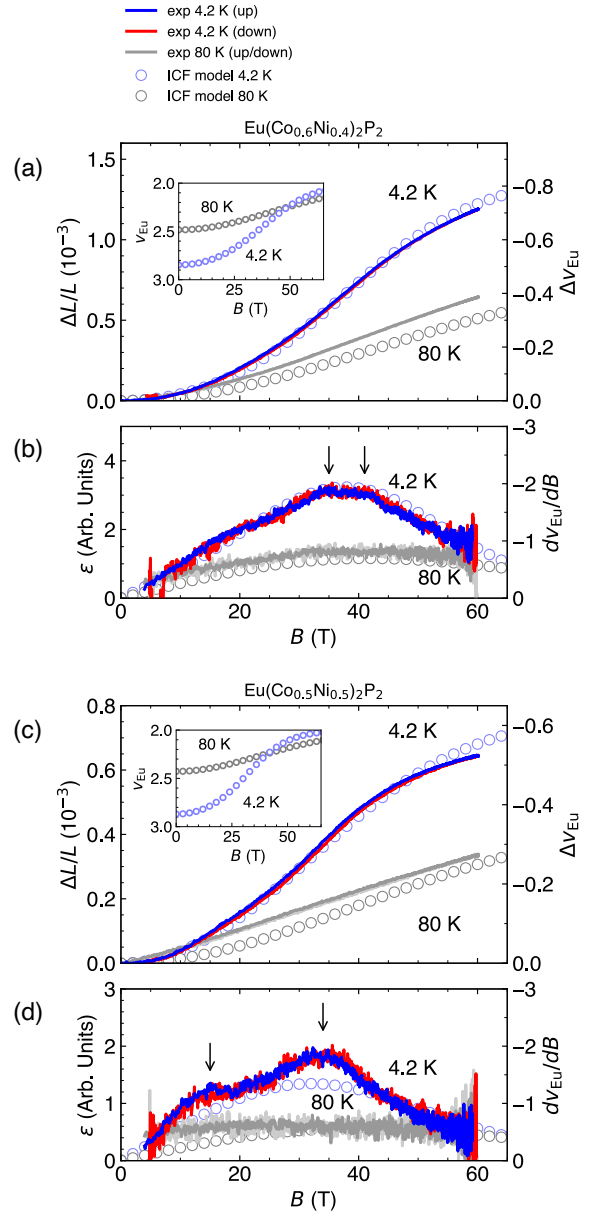 exp 4.2 K (up)
exp 4.2 K (down)
exp 80 K (up/down)
ICF model 4.2 K
ICF model 80 K
(a)
Eu(Co0.6Ni0.4)2P2
1.5
1.0
0.5
0.0
ΔL/L (10⁻³)
−0.8
−0.6
−0.4
−0.2
0.0
ΔνEu
4.2 K
80 K
2.0
2.5
3.0
νEu
80 K
4.2 K
0 25 50
B (T)
(b)
4
2
0
ε (Arb. Units)
−3
−2
−1
0
dνEu/dB
4.2 K
80 K
0 20 40 60
B (T)
(c)
Eu(Co0.5Ni0.5)2P2
0.8
0.6
0.4
0.2
0.0
ΔL/L (10⁻³)
−0.6
−0.4
−0.2
0.0
ΔνEu
4.2 K
80 K
2.0
2.5
3.0
νEu
80 K
4.2 K
0 25 50
B (T)
(d)
3
2
1
0
ε (Arb. Units)
−3
−2
−1
0
dνEu/dB
4.2 K
80 K
0 20 40 60
B (T)